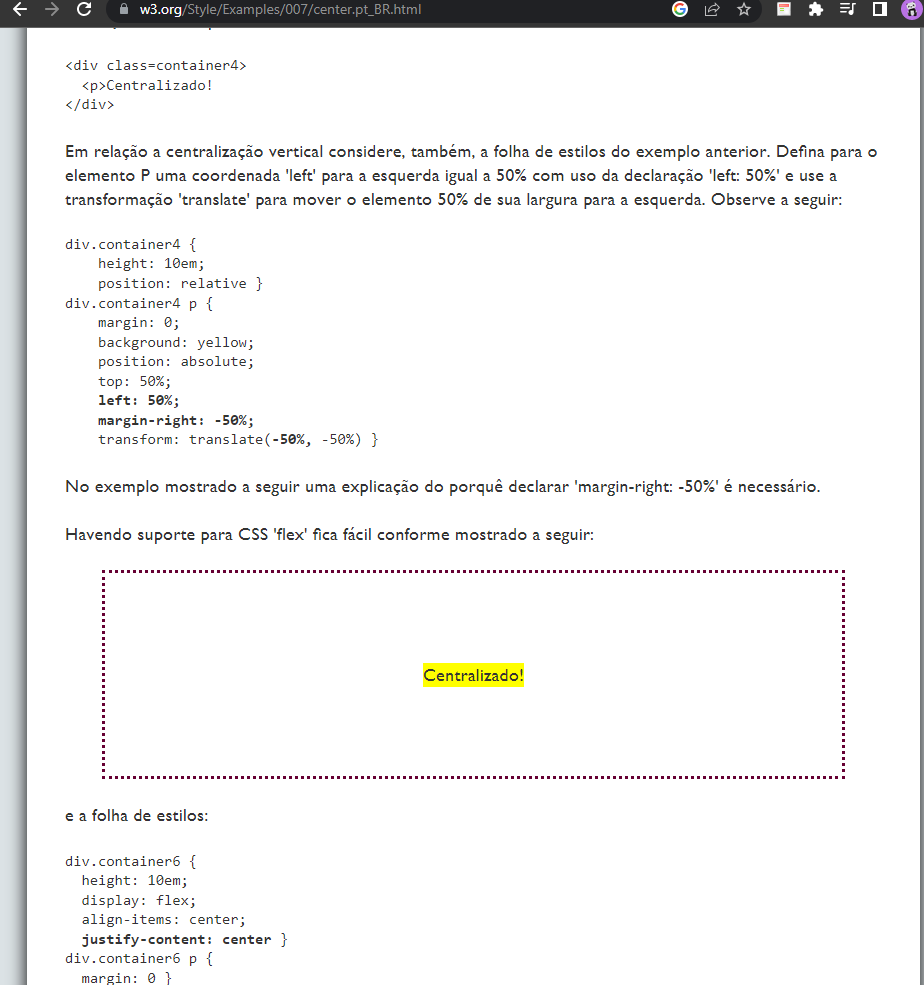 w3.org/Style/Examples/007/center.pt_BR.html
<div class=container4>
<p>Centralizado!
</div>
Em relação a centralização vertical considere, também, a folha de estilos do exemplo anterior. Defina para o
elemento P uma coordenada 'left' para a esquerda igual a 50% com uso da declaração 'left: 50%' e use a
transformação 'translate' para mover o elemento 50% de sua largura para a esquerda. Observe a seguir:
div.container4 {
height: 10em;
position: relative }
div.container4 p {
margin: 0;
background: yellow;
position: absolute;
top: 50%;
left: 50%;
margin-right: -50%;
transform: translate(-50%, -50%) }
No exemplo mostrado a seguir uma explicação do porquê declarar 'margin-right: -50%' é necessário.
Havendo suporte para CSS 'flex' fica fácil conforme mostrado a seguir:
Centralizado!
e a folha de estilos:
div.container6 {
height: 10em;
display: flex;
align-items: center;
justify-content: center }
div.container6 p {
margin: 0 }